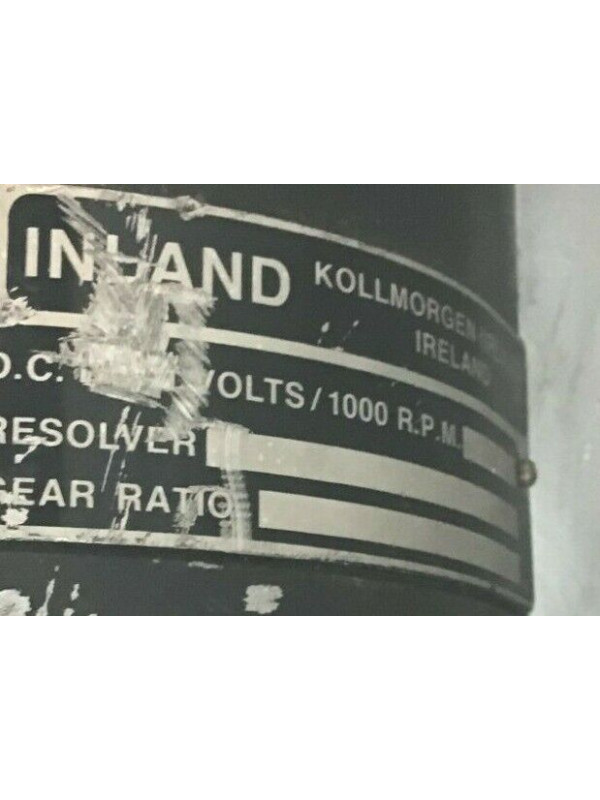 INLAND
KOLLMORGEN
IRELAND
D.C. VOLTS/1000 R.P.M.
RESOLVER
GEAR RATIO